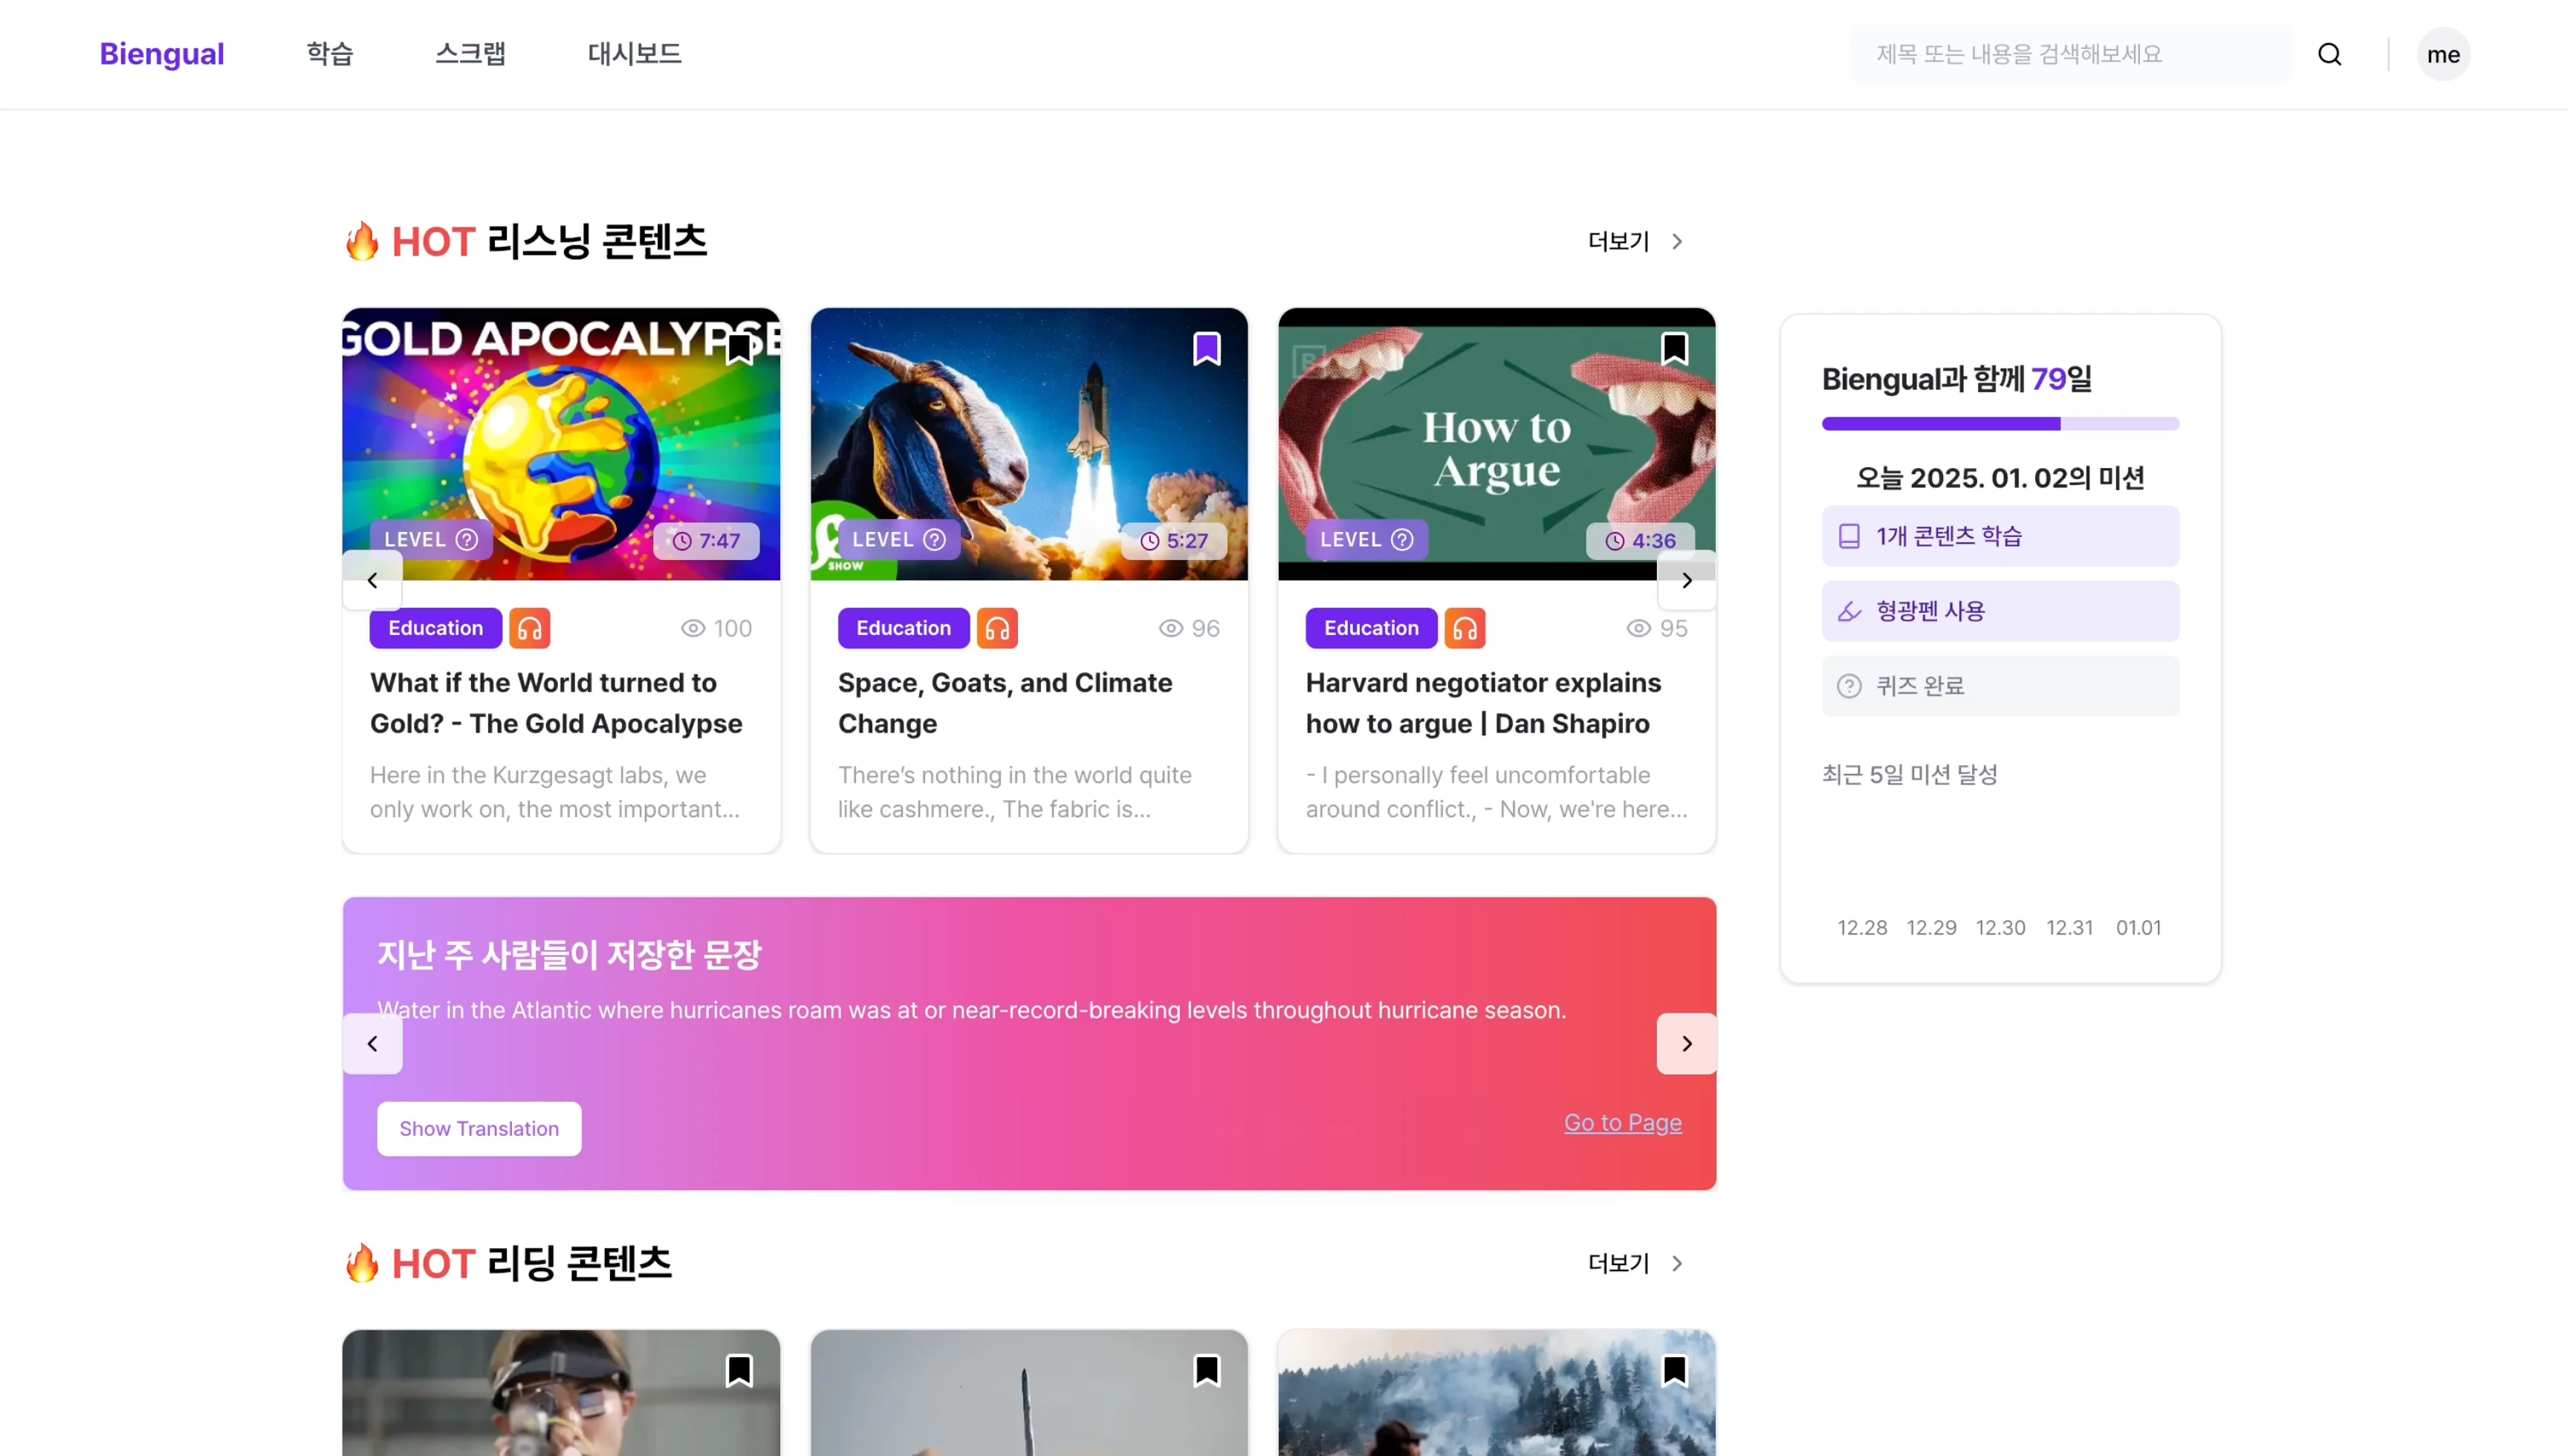 Biengual 학습 스크랩 대시보드 제목 또는 내용을 검색해보세요 me
🔥 HOT 리스닝 콘텐츠 더보기
GOLD APOCALYPSE
LEVEL 7:47
Education 100
What if the World turned to
Gold? - The Gold Apocalypse
Here in the Kurzgesagt labs, we
only work on, the most important...
SHOW
LEVEL 5:27
Education 96
Space, Goats, and Climate
Change
There’s nothing in the world quite
like cashmere., The fabric is...
B
How to
Argue
LEVEL 4:36
Education 95
Harvard negotiator explains
how to argue | Dan Shapiro
- I personally feel uncomfortable
around conflict., - Now, we're here...
Biengual과 함께 79일
오늘 2025. 01. 02의 미션
1개 콘텐츠 학습
형광펜 사용
퀴즈 완료
최근 5일 미션 달성
12.28 12.29 12.30 12.31 01.01
지난 주 사람들이 저장한 문장
Water in the Atlantic where hurricanes roam was at or near-record-breaking levels throughout hurricane season.
Show Translation
Go to Page
🔥 HOT 리딩 콘텐츠 더보기